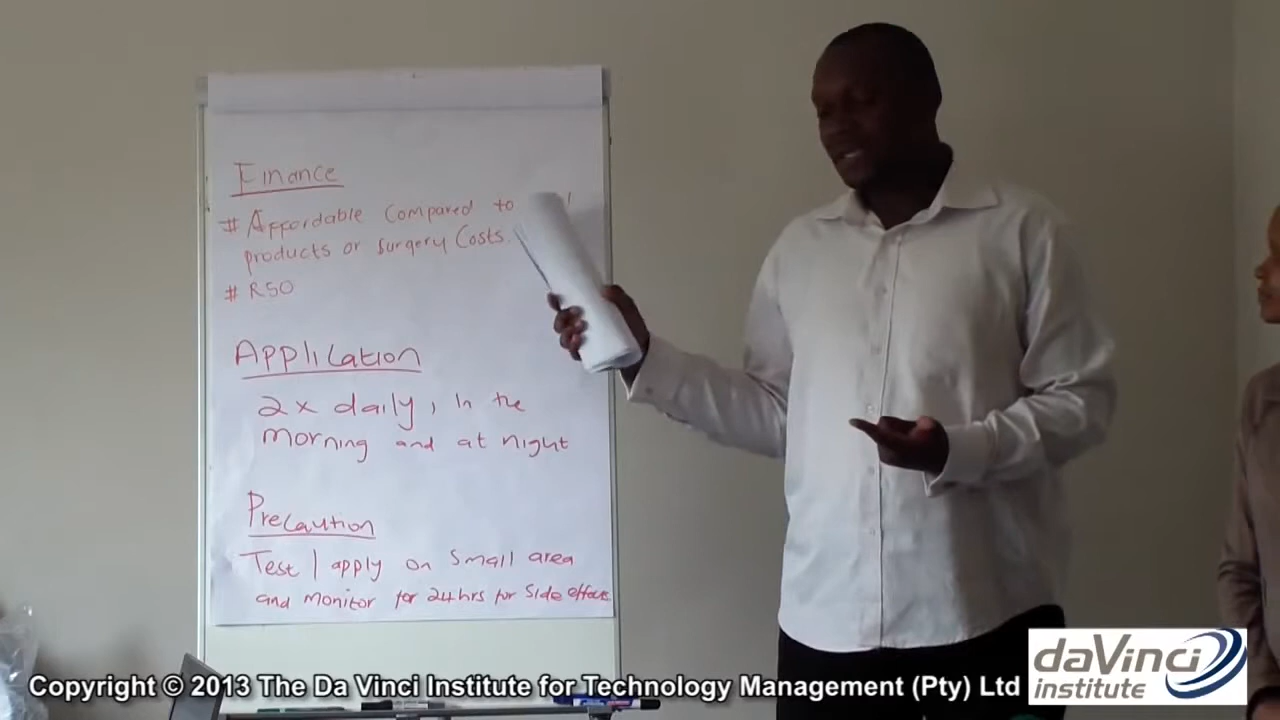 Finance
# Affordable Compared to
products or Surgery Costs.
# R50
Application
2x daily, In the
morning and at night
Precaution
Test / apply on Small area
and monitor for 24hrs for Side effects
Copyright © 2013 The Da Vinci Institute for Technology Management (Pty) Ltd
daVinci
institute